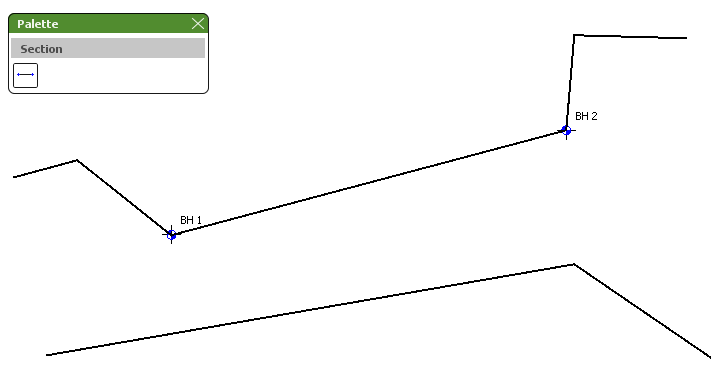 Palette
Section
BH 2
BH 1